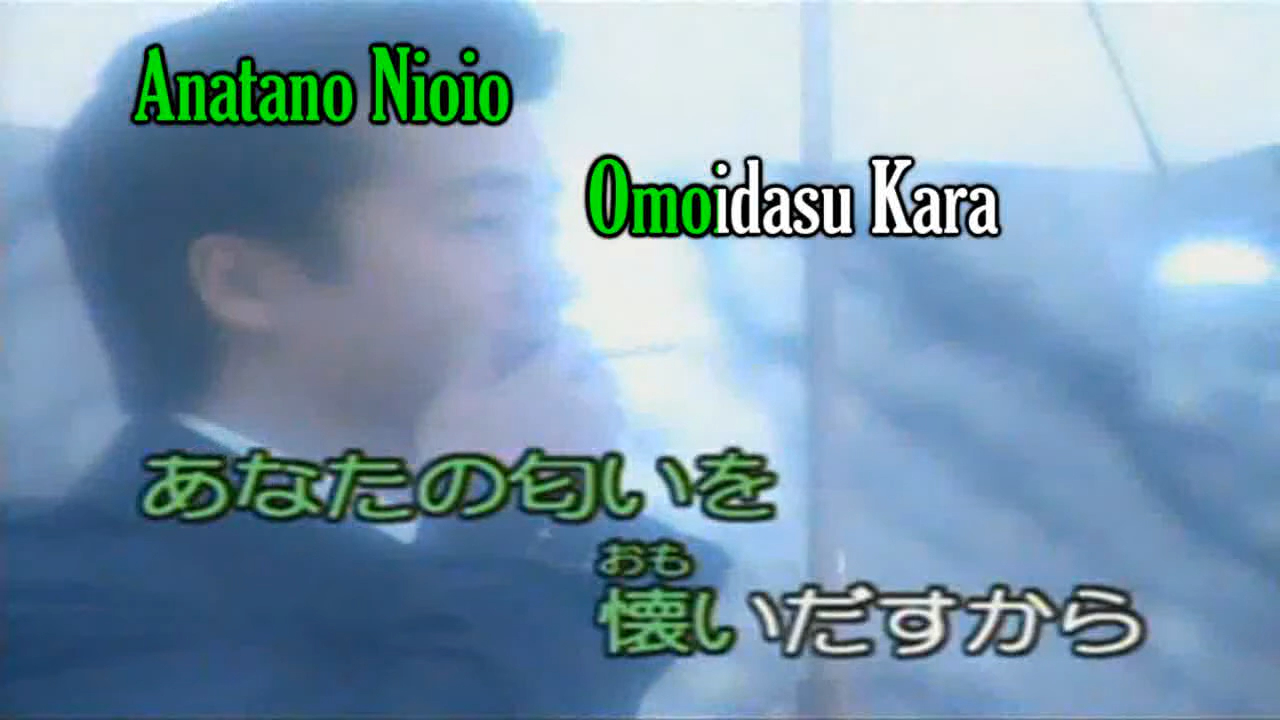 Anatano Nioio
Omoidasu Kara
あなたの匂いを
おも
懐いだすから